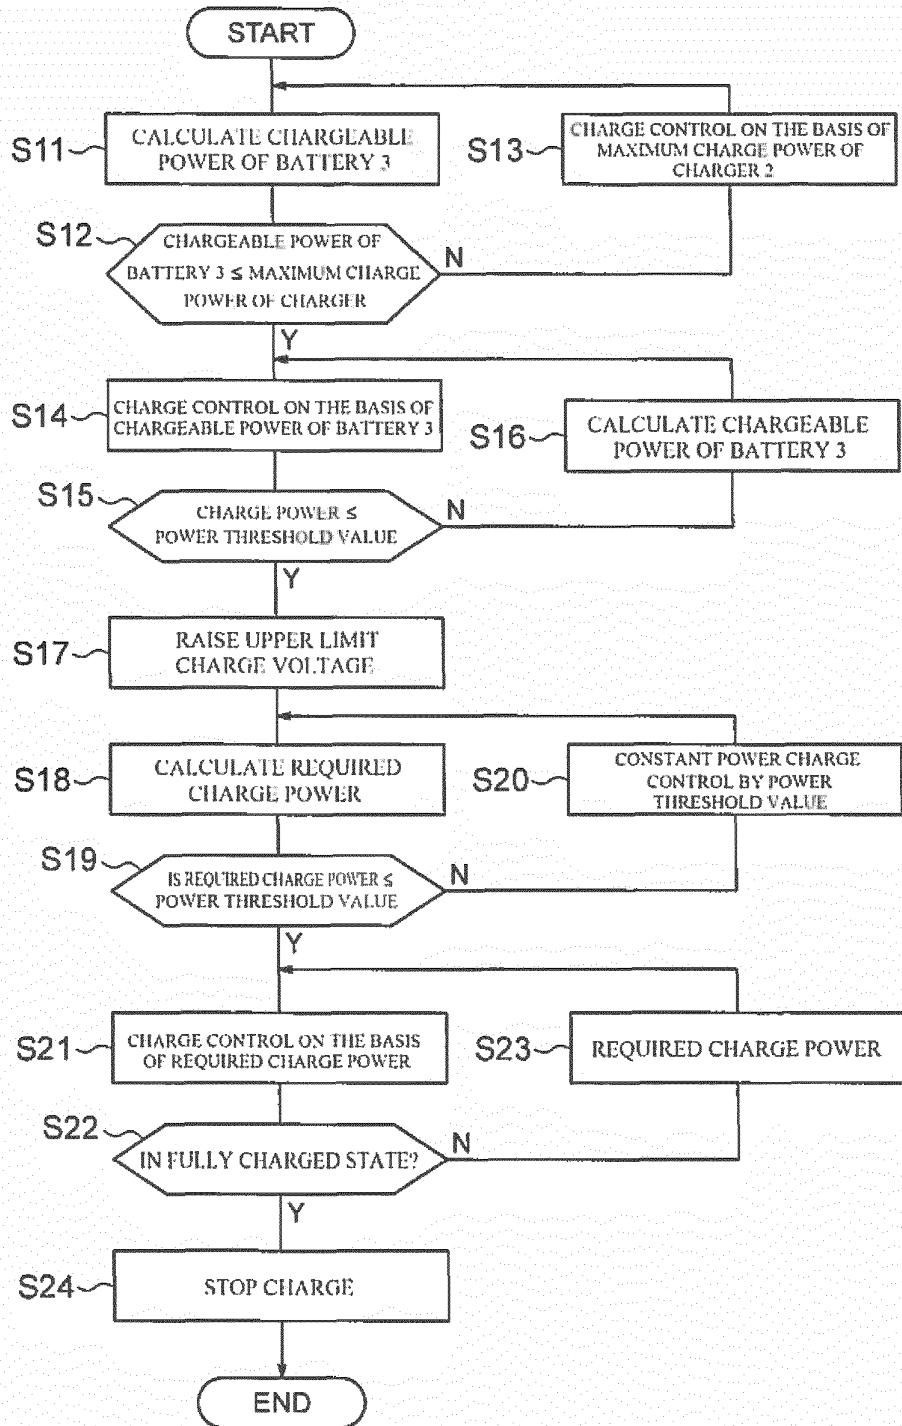 START
S11
CALCULATE CHARGEABLE
POWER OF BATTERY 3
S13
CHARGE CONTROL ON THE BASIS OF
MAXIMUM CHARGE POWER OF
CHARGER 2
S12
CHARGEABLE POWER OF
BATTERY 3 ≤ MAXIMUM CHARGE
POWER OF CHARGER
N
Y
S14
CHARGE CONTROL ON THE BASIS OF
CHARGEABLE POWER OF BATTERY 3
S16
CALCULATE CHARGEABLE
POWER OF BATTERY 3
S15
CHARGE POWER ≤
POWER THRESHOLD VALUE
N
Y
S17
RAISE UPPER LIMIT
CHARGE VOLTAGE
S18
CALCULATE REQUIRED
CHARGE POWER
S20
CONSTANT POWER CHARGE
CONTROL BY POWER
THRESHOLD VALUE
S19
IS REQUIRED CHARGE POWER ≤
POWER THRESHOLD VALUE
N
Y
S21
CHARGE CONTROL ON THE BASIS
OF REQUIRED CHARGE POWER
S23
REQUIRED CHARGE POWER
S22
IN FULLY CHARGED STATE?
N
Y
S24
STOP CHARGE
END